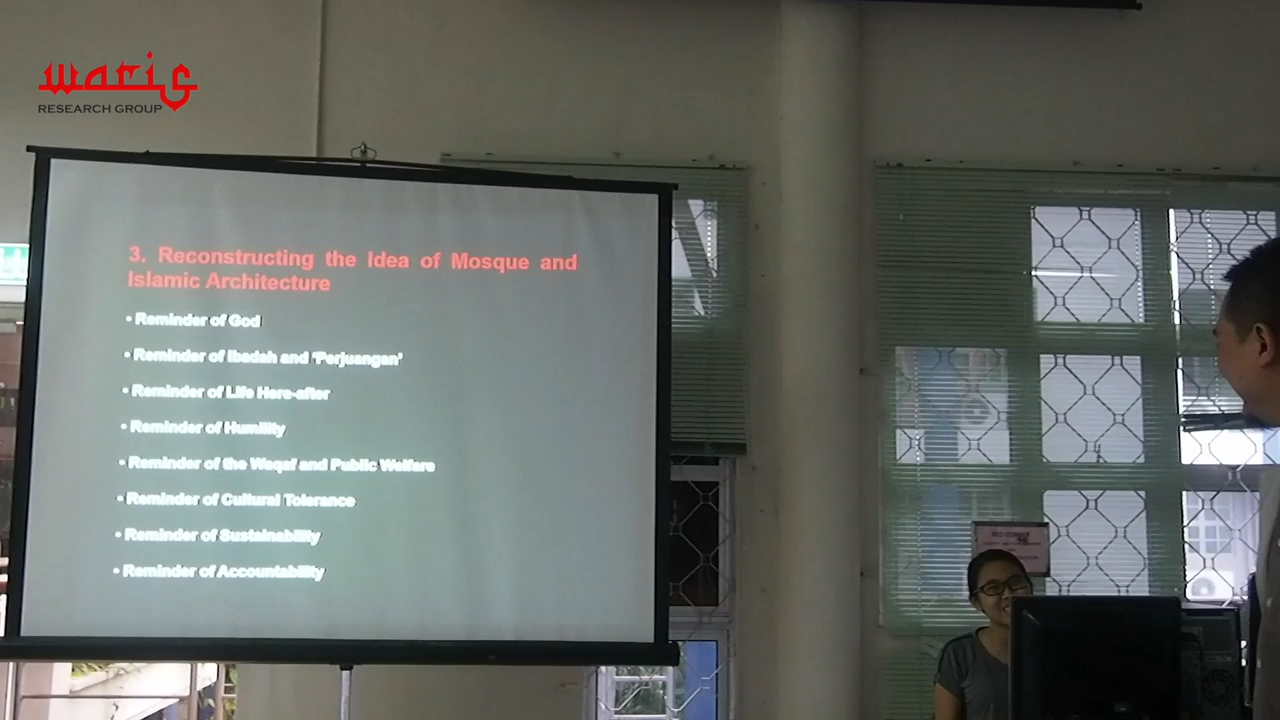 waris
RESEARCH GROUP
3. Reconstructing the Idea of Mosque and
Islamic Architecture
• Reminder of God
• Reminder of Ibadah and ‘Perjuangan’
• Reminder of Life Here-after
• Reminder of Humility
• Reminder of the Waqaf and Public Welfare
• Reminder of Cultural Tolerance
• Reminder of Sustainability
• Reminder of Accountability